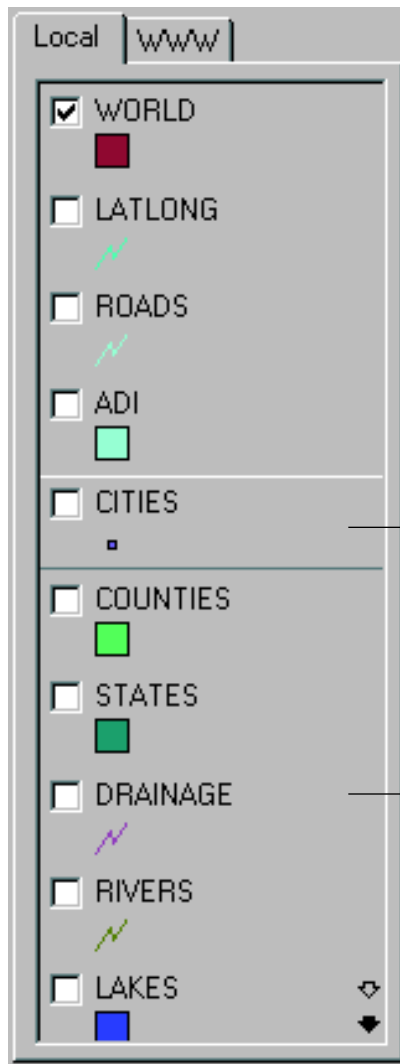 Local WWW
WORLD
LATLONG
ROADS
ADI
CITIES
COUNTIES
STATES
DRAINAGE
RIVERS
LAKES